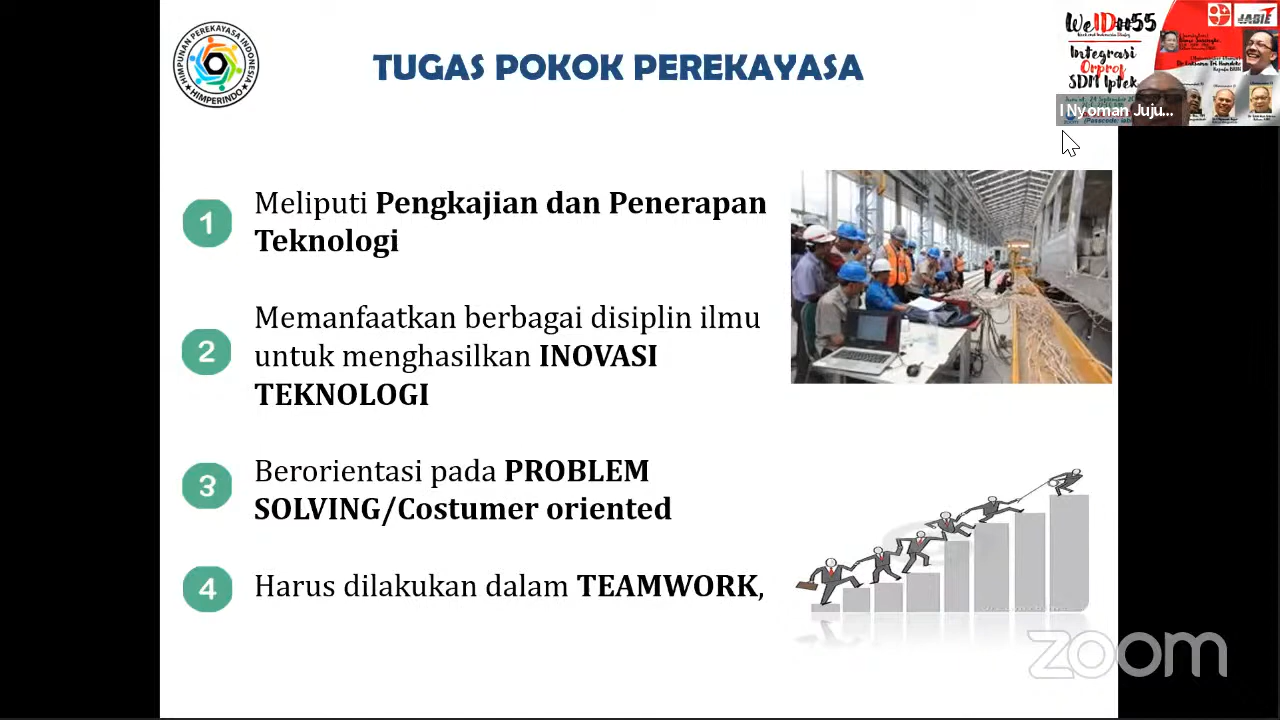 HIMPUNAN PEREKAYASA INDONESIA
HIMPERINDO
TUGAS POKOK PEREKAYASA
WeID#55
Integrasi
Orprof
SDM Iptek
JABIE
I Nyoman Juju...
1
Meliputi Pengkajian dan Penerapan
Teknologi
2
Memanfaatkan berbagai disiplin ilmu
untuk menghasilkan INOVASI
TEKNOLOGI
3
Berorientasi pada PROBLEM
SOLVING/Costumer oriented
4
Harus dilakukan dalam TEAMWORK,
zoom